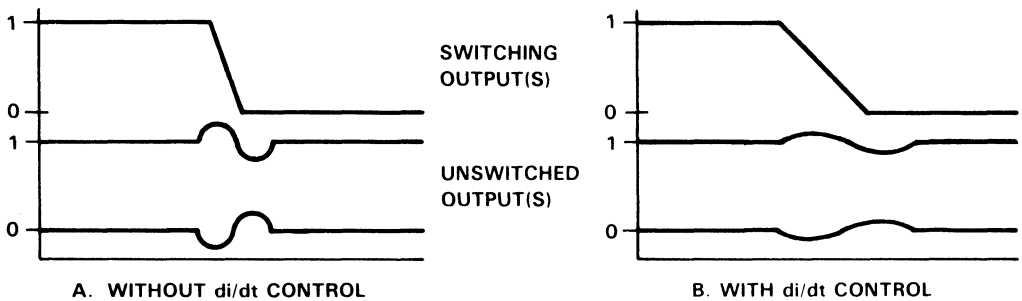 1
0
1
0
SWITCHING
OUTPUT(S)
UNSWITCHED
OUTPUT(S)
1
0
1
0
A. WITHOUT di/dt CONTROL
B. WITH di/dt CONTROL